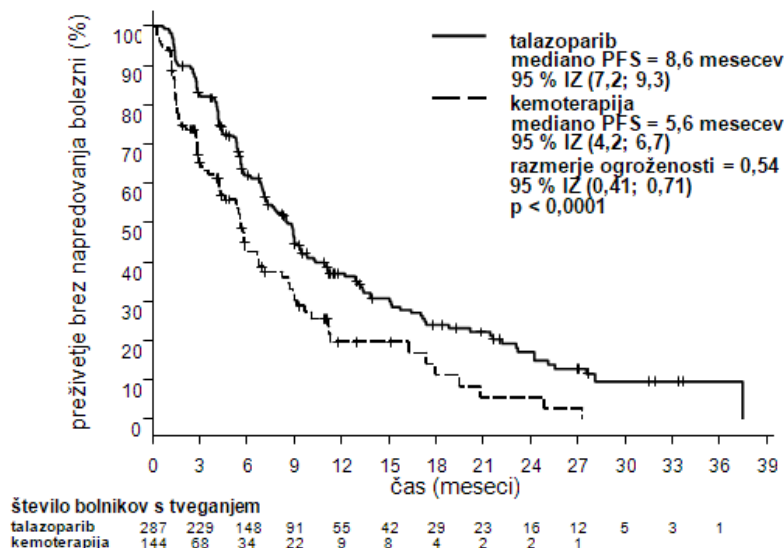 talazoparib
mediano PFS = 8,6 mesecev
95 % IZ (7,2; 9,3)
kemoterapija
mediano PFS = 5,6 mesecev
95 % IZ (4,2; 6,7)
razmerje ogroženosti = 0,54
95 % IZ (0,41; 0,71)
p < 0,0001
preživetje brez napredovanja bolezni (%)
100
90
80
70
60
50
40
30
20
10
0
0 3 6 9 12 15 18 21 24 27 30 33 36 39
čas (meseci)
število bolnikov s tveganjem
talazoparib 287 229 148 91 55 42 29 23 16 12 5 3 1
kemoterapija 144 68 34 22 9 8 4 2 2 1